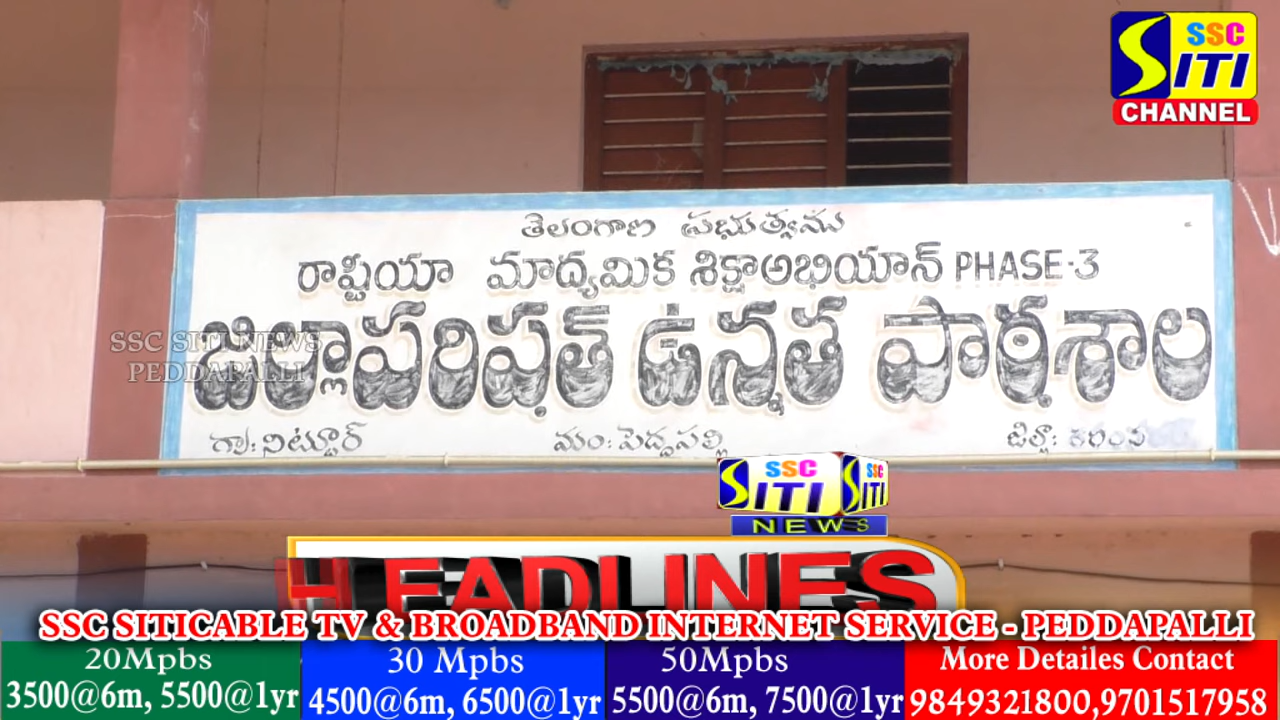 SSC
SITI
CHANNEL
తెలంగాణ ప్రభుత్వము
రాష్ట్రీయా మాధ్యమిక శిక్షాఅభియాన్ PHASE-3
జిల్లాపరిషత్ ఉన్నత పాఠశాల
SSC SITI NEWS
PEDDAPALLI
గ్రా: నిట్టూర్ మం: పెద్దపల్లి జిల్లా:
SSC SSC
SITI SITI
NEWS
HEADLINES
SSC SITICABLE TV & BROADBAND INTERNET SERVICE - PEDDAPALLI
20Mpbs 30 Mpbs 50Mpbs More Detailes Contact
3500@6m, 5500@1yr 4500@6m, 6500@1yr 5500@6m, 7500@1yr 9849321800,9701517958